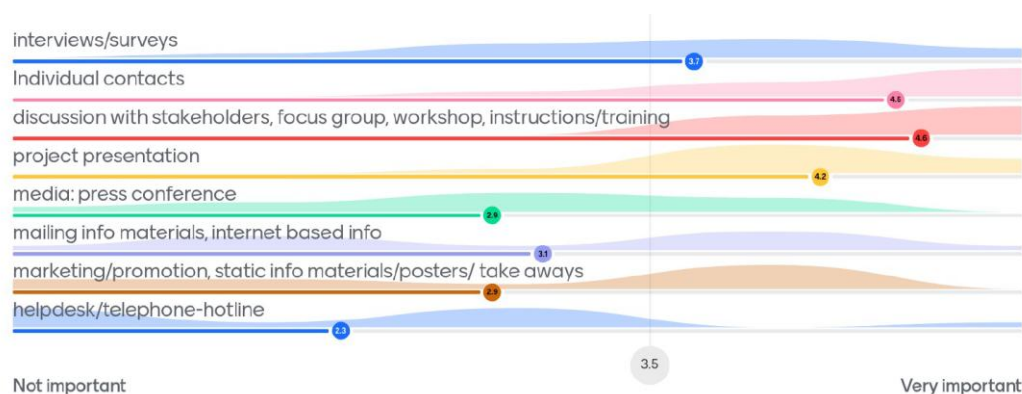 interviews/surveys
3.7
Individual contacts
4.5
discussion with stakeholders, focus group, workshop, instructions/training
4.6
project presentation
4.2
media: press conference
2.9
mailing info materials, internet based info
3.1
marketing/promotion, static info materials/posters/ take aways
2.9
helpdesk/telephone-hotline
2.3
3.5
Not important
Very important